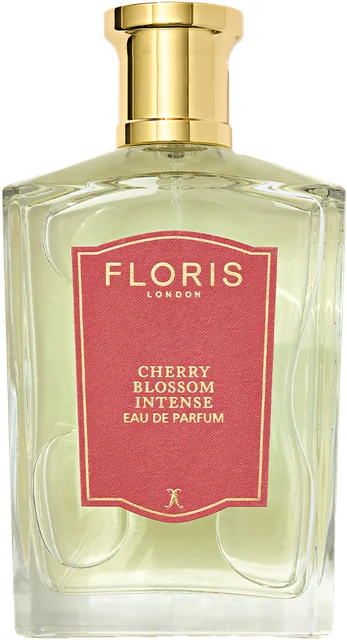 FLORIS
LONDON
CHERRY
BLOSSOM
INTENSE
EAU DE PARFUM